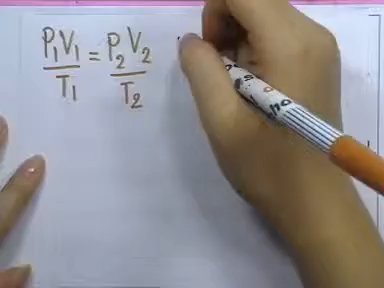 P₁V₁/T₁ = P₂V₂/T₂